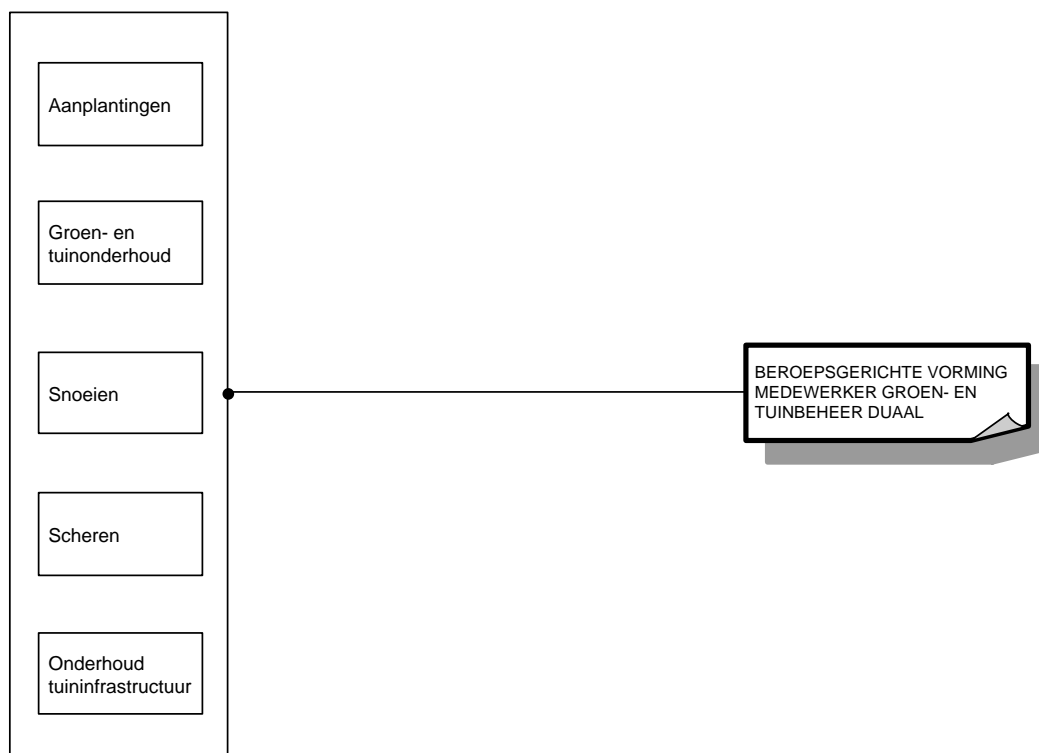 Aanplantingen
Groen- en
tuinonderhoud
Snoeien
BEROEPSGERICHTE VORMING
MEDEWERKER GROEN- EN
TUINBEHEER DUAAL
Scheren
Onderhoud
tuininfrastructuur